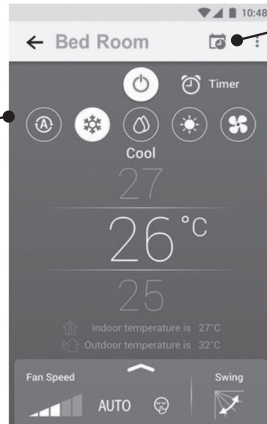 10:48
Bed Room
Timer
A
Cool
27
26 °C
25
Indoor temperature is : 27°C
Outdoor temperature is : 32°C
Fan Speed
Swing
AUTO